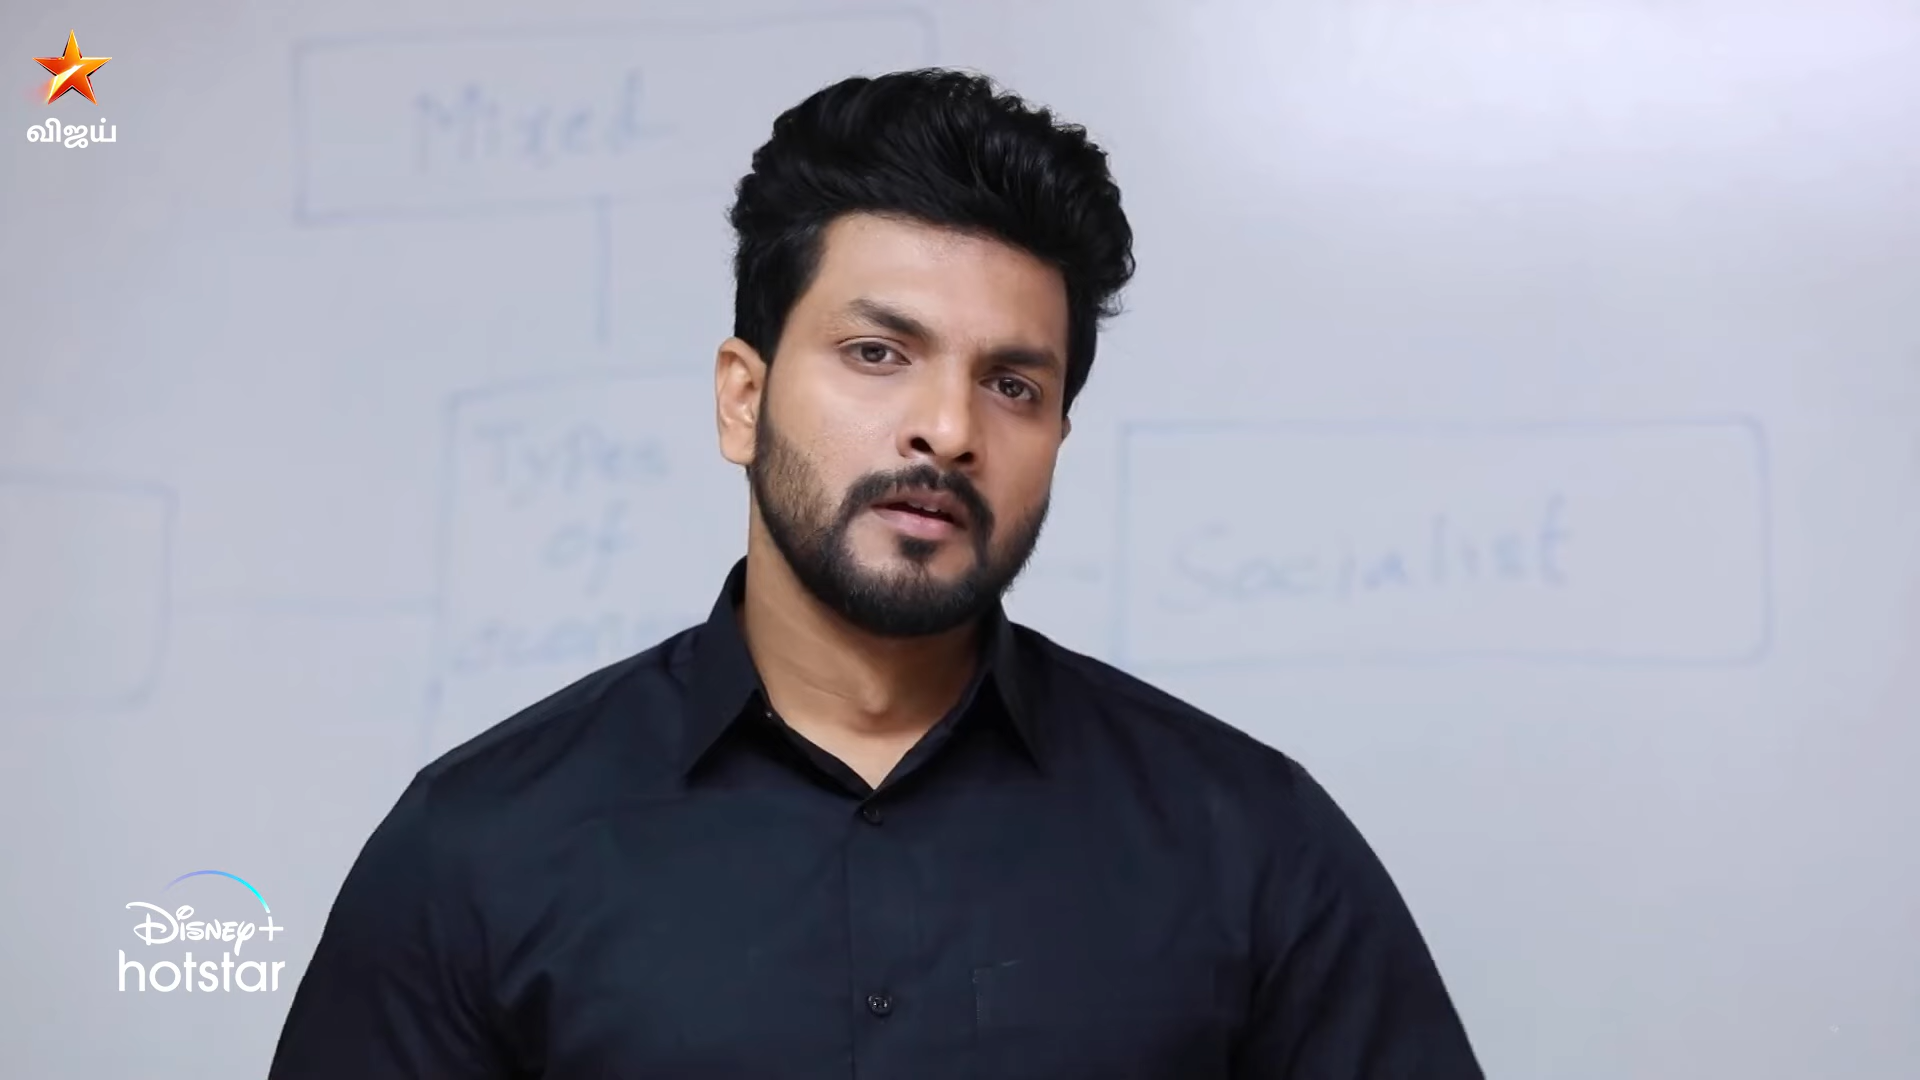 விஜய்
Mixed
Types
of
Socialist
Disney+
hotstar